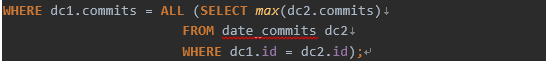 WHERE dc1.commits = ALL (SELECT max(dc2.commits)↓
FROM date_commits dc2↓
WHERE dc1.id = dc2.id);↵